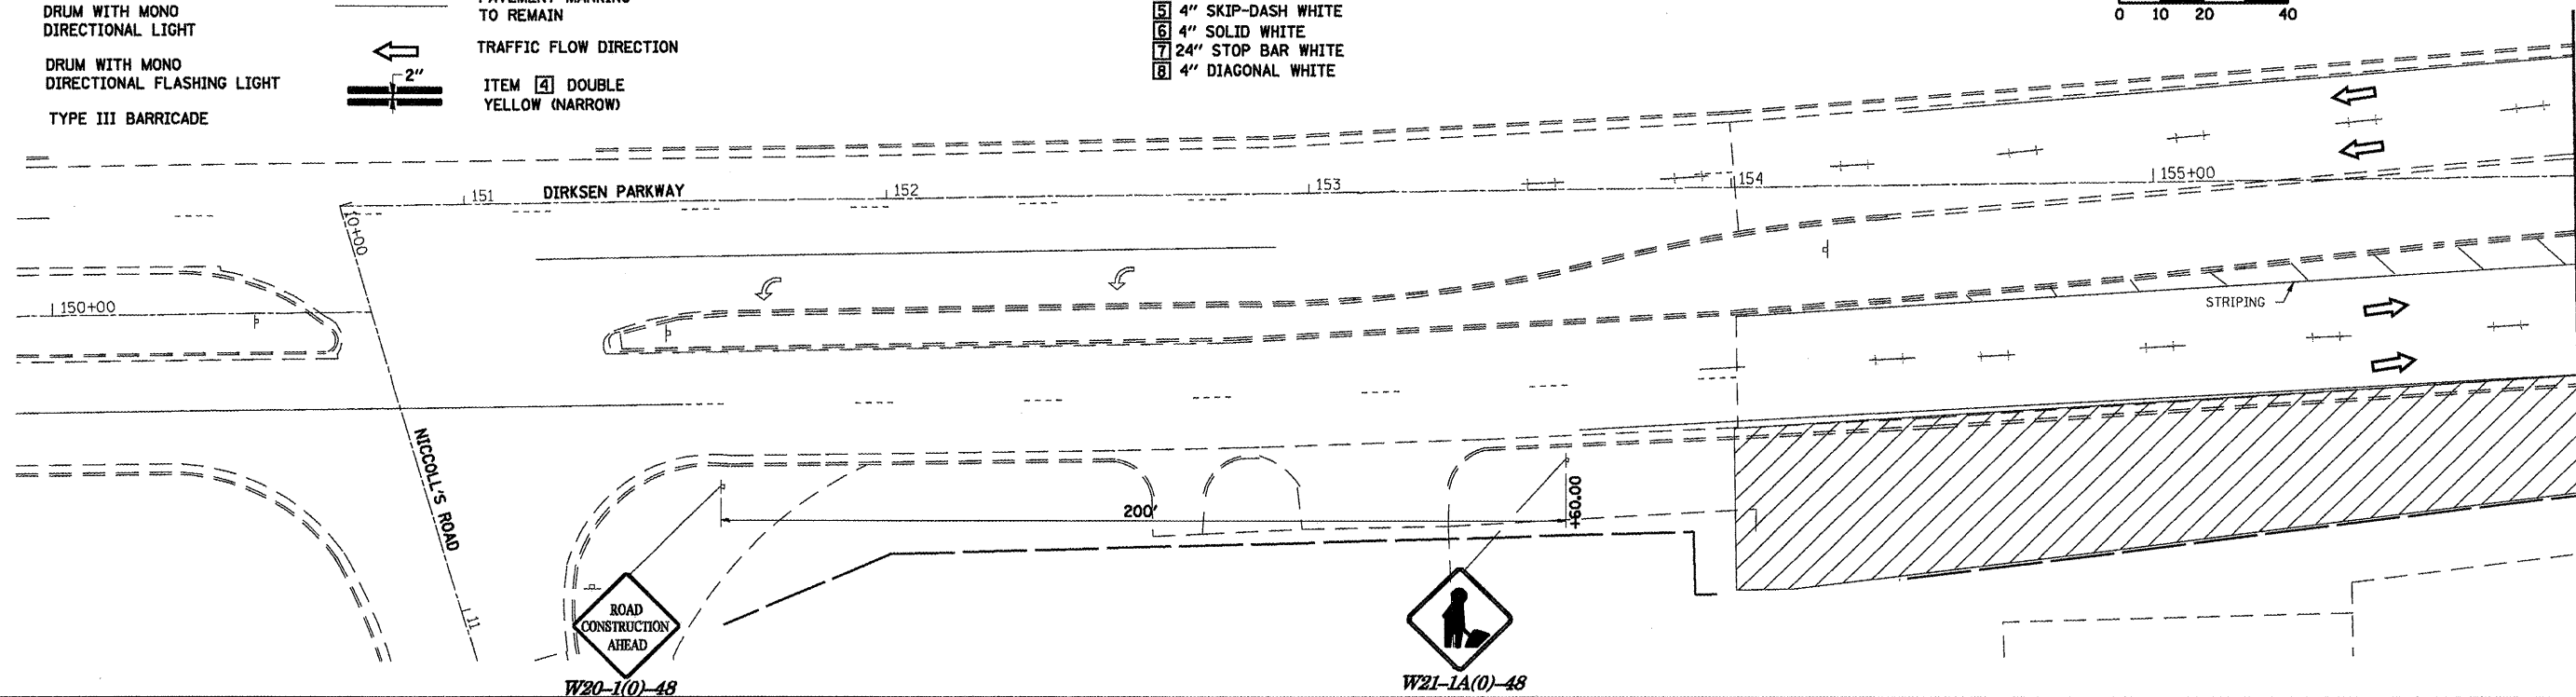 DRUM WITH MONO
DIRECTIONAL LIGHT
DRUM WITH MONO
DIRECTIONAL FLASHING LIGHT
TYPE III BARRICADE
PAVEMENT MARKING
TO REMAIN
TRAFFIC FLOW DIRECTION
2"
ITEM 4 DOUBLE
YELLOW (NARROW)
5 4" SKIP-DASH WHITE
6 4" SOLID WHITE
7 24" STOP BAR WHITE
8 4" DIAGONAL WHITE
0 10 20 40
151
DIRKSEN PARKWAY
152
153
154
155+00
10+00
150+00
STRIPING
NICCOLL'S ROAD
11
200'
+60.00
ROAD
CONSTRUCTION
AHEAD
W20-1(0)-48
W21-1A(0)-48